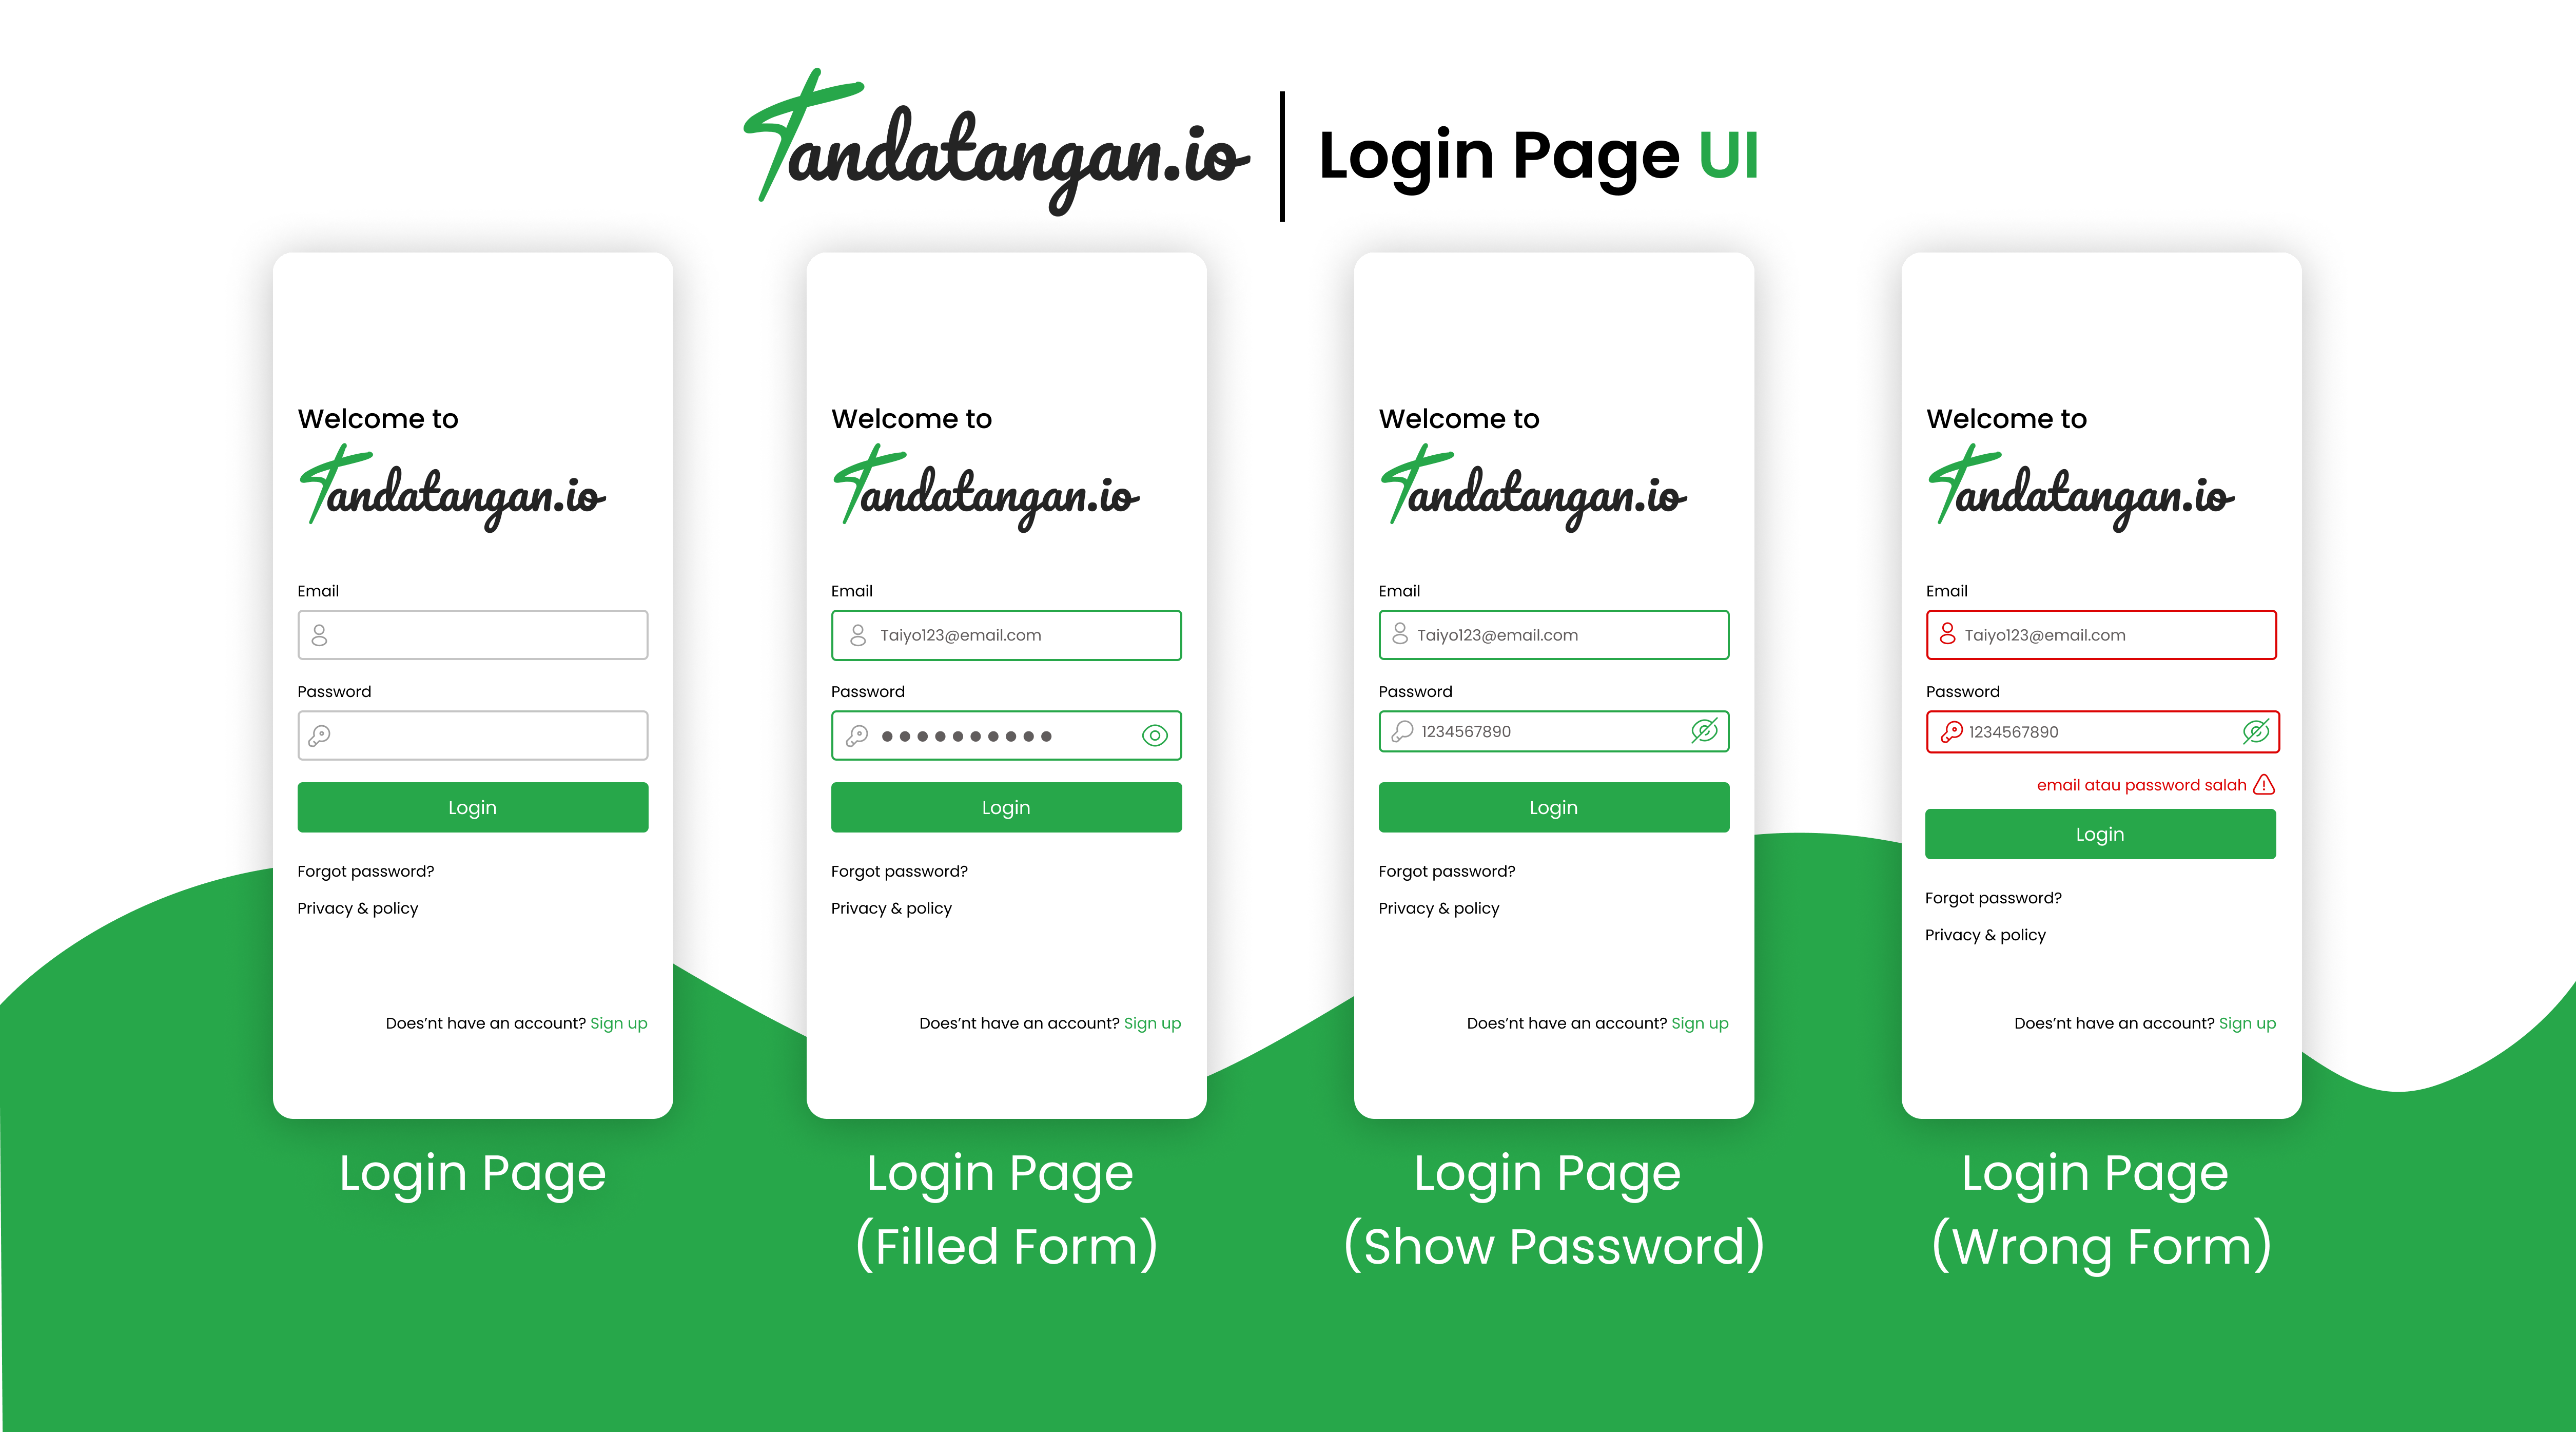 Tandatangan.io
Login Page UI
Welcome to
Tandatangan.io
Email
Password
Login
Forgot password?
Privacy & policy
Does'nt have an account? Sign up
Login Page
Welcome to
Tandatangan.io
Email
Taiyo123@email.com
Password
●●●●●●●●●●
Login
Forgot password?
Privacy & policy
Does'nt have an account? Sign up
Login Page
(Filled Form)
Welcome to
Tandatangan.io
Email
Taiyo123@email.com
Password
1234567890
Login
Forgot password?
Privacy & policy
Does'nt have an account? Sign up
Login Page
(Show Password)
Welcome to
Tandatangan.io
Email
Taiyo123@email.com
Password
1234567890
email atau password salah
Login
Forgot password?
Privacy & policy
Does'nt have an account? Sign up
Login Page
(Wrong Form)